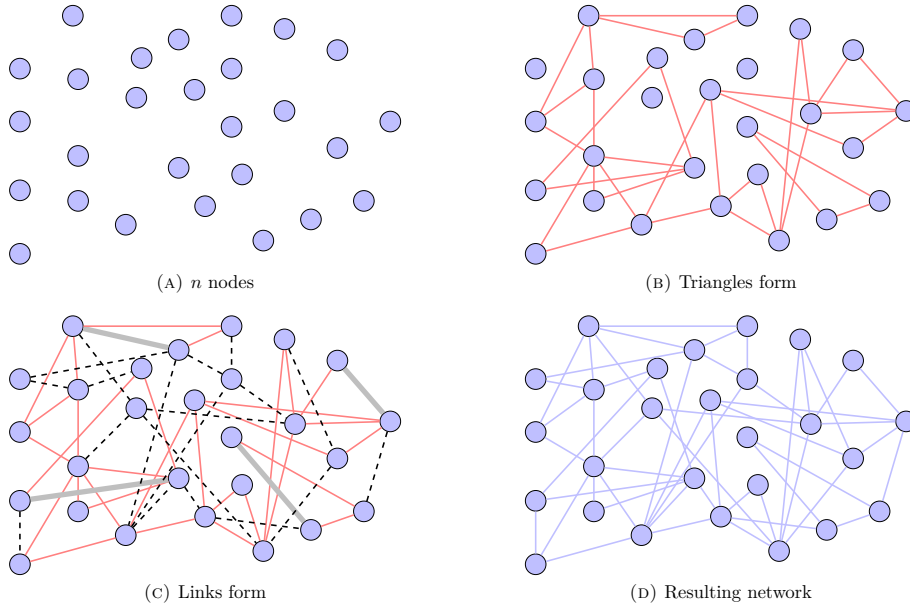 (A) n nodes
(B) Triangles form
(C) Links form
(D) Resulting network